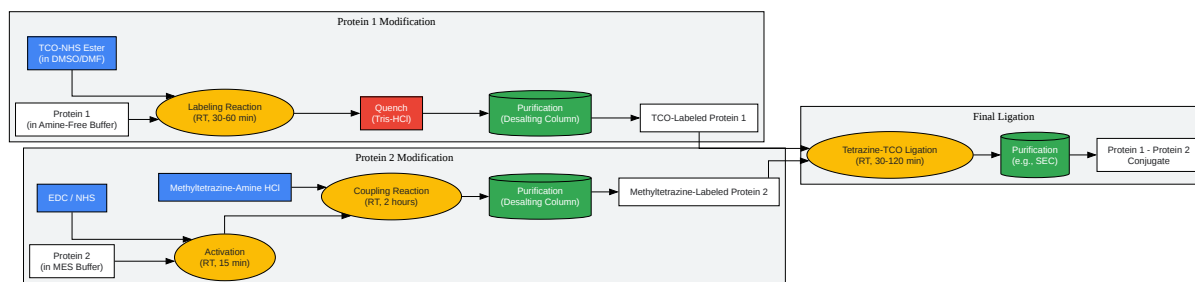 Protein 1 Modification
TCO-NHS Ester
(in DMSO/DMF)
Protein 1
(in Amine-Free Buffer)
Labeling Reaction
(RT, 30-60 min)
Quench
(Tris-HCl)
Purification
(Desalting Column)
TCO-Labeled Protein 1
Protein 2 Modification
EDC / NHS
Protein 2
(in MES Buffer)
Methyltetrazine-Amine HCl
Activation
(RT, 15 min)
Coupling Reaction
(RT, 2 hours)
Purification
(Desalting Column)
Methyltetrazine-Labeled Protein 2
Final Ligation
Tetrazine-TCO Ligation
(RT, 30-120 min)
Purification
(e.g., SEC)
Protein 1 - Protein 2
Conjugate